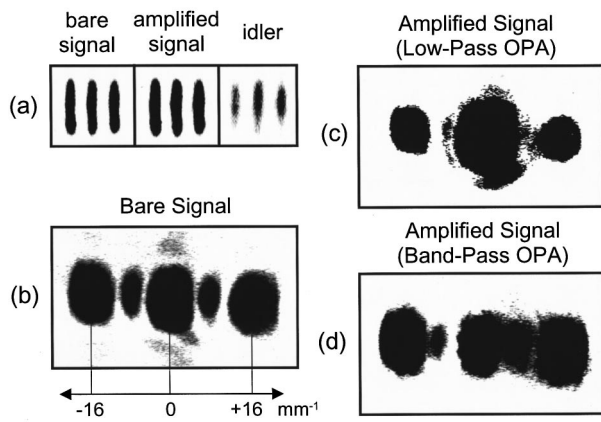 bare signal
amplified signal
idler
(a)
Bare Signal
(b)
-16 0 +16 mm⁻¹
Amplified Signal
(Low-Pass OPA)
(c)
Amplified Signal
(Band-Pass OPA)
(d)